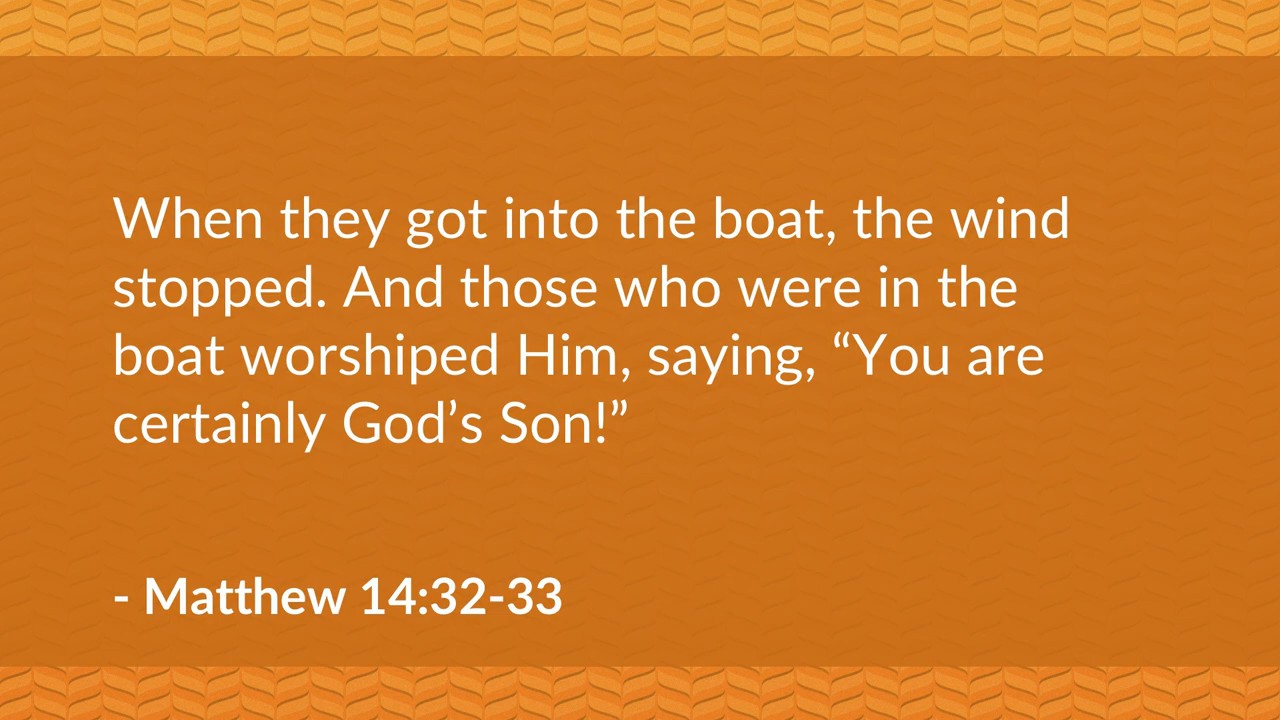 When they got into the boat, the wind
stopped. And those who were in the
boat worshiped Him, saying, “You are
certainly God’s Son!”
- Matthew 14:32-33